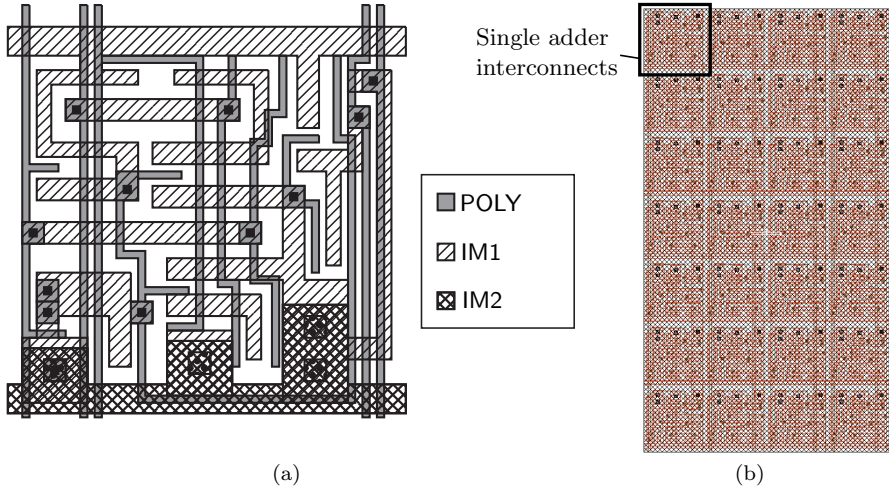 Single adder
interconnects
POLY
IM1
IM2
(a)
(b)